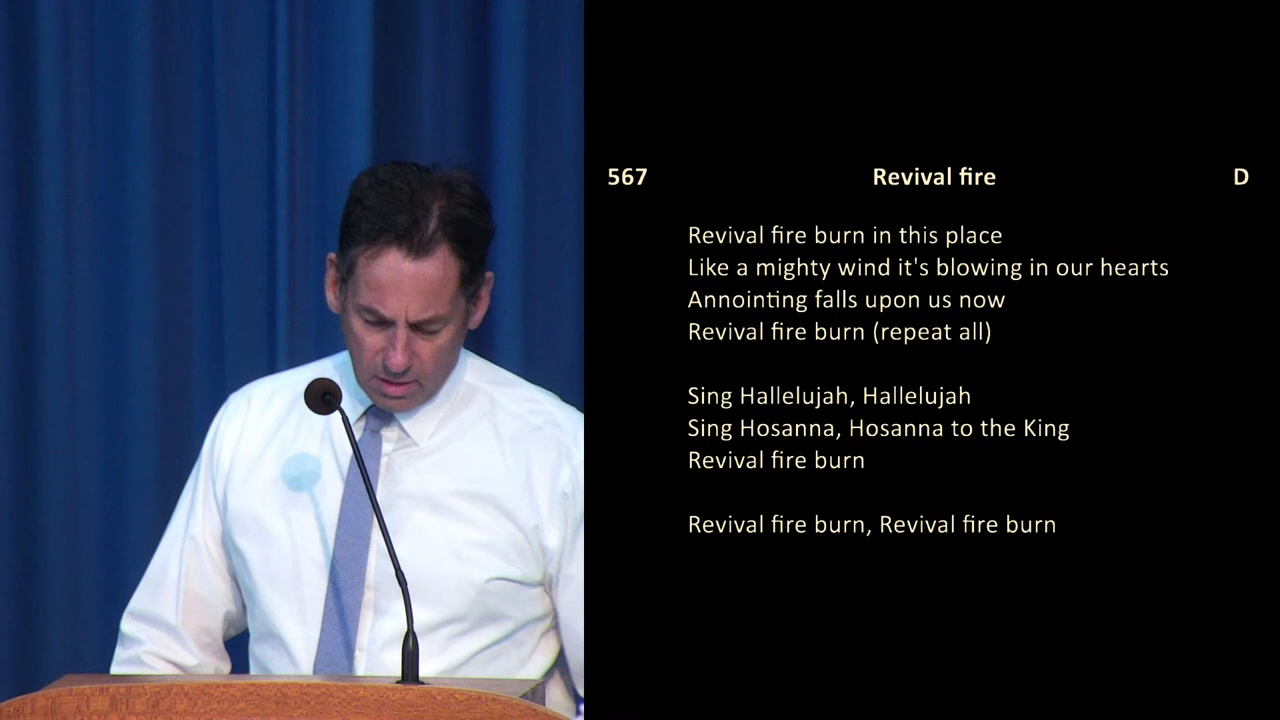 567 Revival fire D
Revival fire burn in this place
Like a mighty wind it's blowing in our hearts
Annointing falls upon us now
Revival fire burn (repeat all)
Sing Hallelujah, Hallelujah
Sing Hosanna, Hosanna to the King
Revival fire burn
Revival fire burn, Revival fire burn